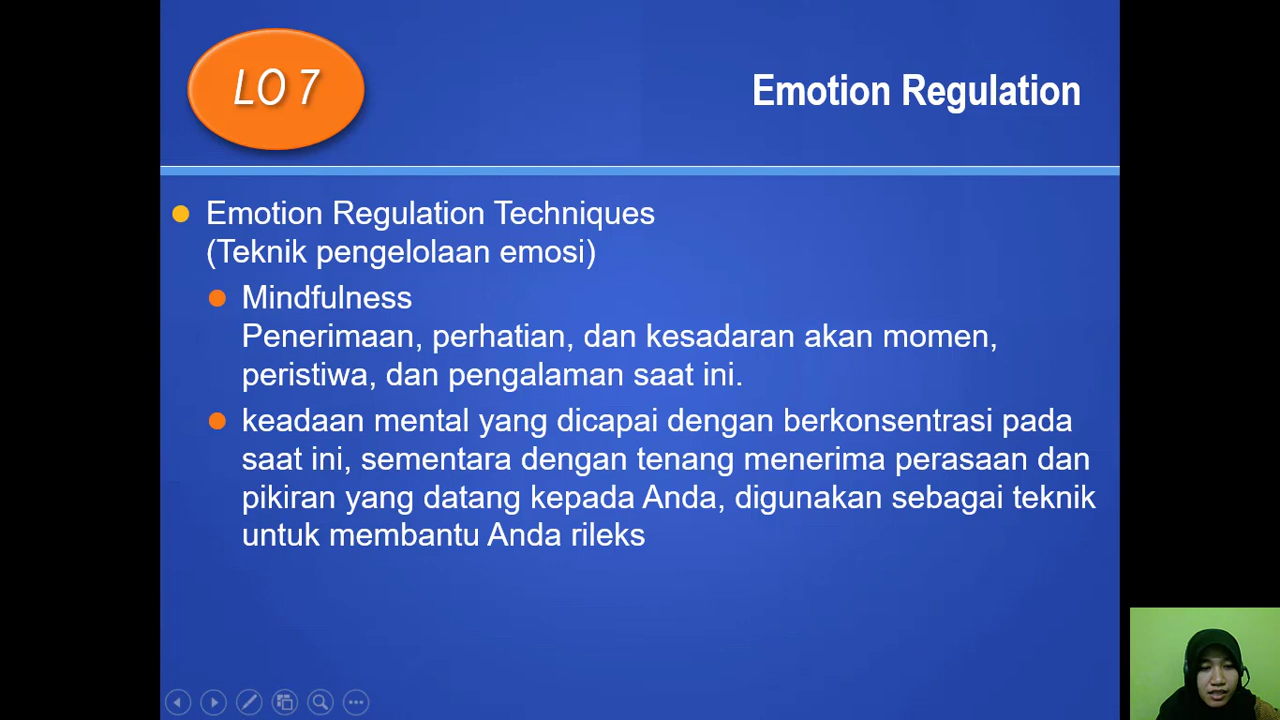 LO 7
Emotion Regulation
Emotion Regulation Techniques
(Teknik pengelolaan emosi)
Mindfulness
Penerimaan, perhatian, dan kesadaran akan momen,
peristiwa, dan pengalaman saat ini.
keadaan mental yang dicapai dengan berkonsentrasi pada
saat ini, sementara dengan tenang menerima perasaan dan
pikiran yang datang kepada Anda, digunakan sebagai teknik
untuk membantu Anda rileks